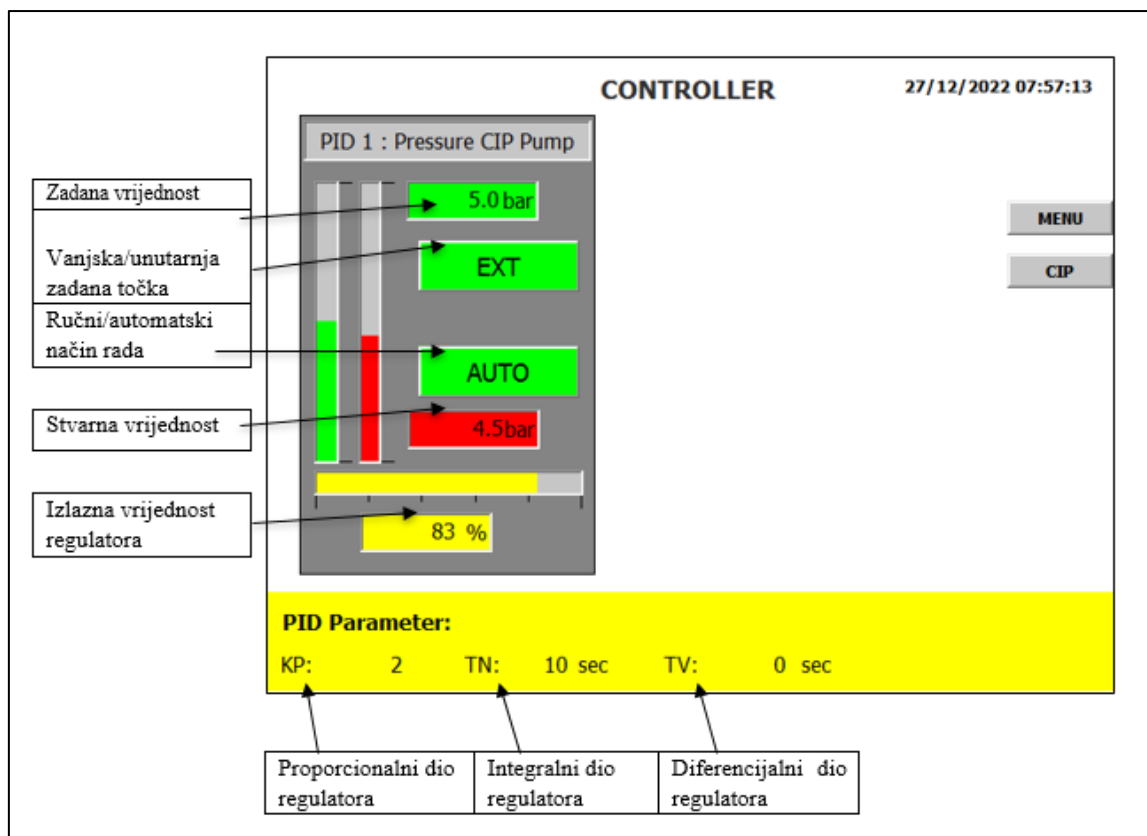 CONTROLLER
27/12/2022 07:57:13
PID 1 : Pressure CIP Pump
Zadana vrijednost
5.0 bar
MENU
Vanjska/unutarnja
zadana točka
EXT
CIP
Ručni/automatski
način rada
AUTO
Stvarna vrijednost
4.5bar
Izlazna vrijednost
regulatora
83 %
PID Parameter:
KP: 2 TN: 10 sec TV: 0 sec
Proporcionalni dio
regulatora
Integralni dio
regulatora
Diferencijalni dio
regulatora